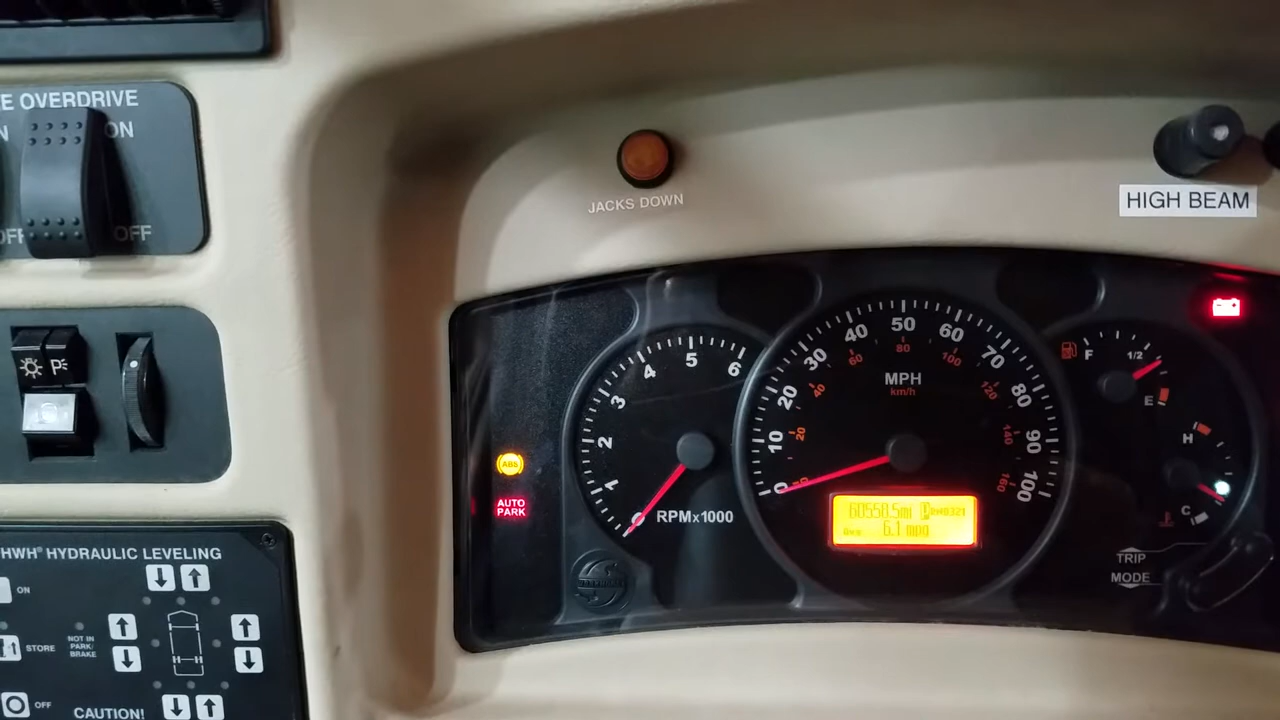 E OVERDRIVE
N
ON
OFF
OFF
JACKS DOWN
HIGH BEAM
P
ABS
AUTO
PARK
0
1
2
3
4
5
6
RPMx1000
0
10
20
30
40
50
60
70
80
90
100
20
40
60
80
100
120
140
160
MPH
km/h
60558.5mi
6.1 mpg
F
1/2
E
H
C
TRIP
MODE
HWH® HYDRAULIC LEVELING
ON
STORE
NOT IN
PARK/
BRAKE
OFF
CAUTION!